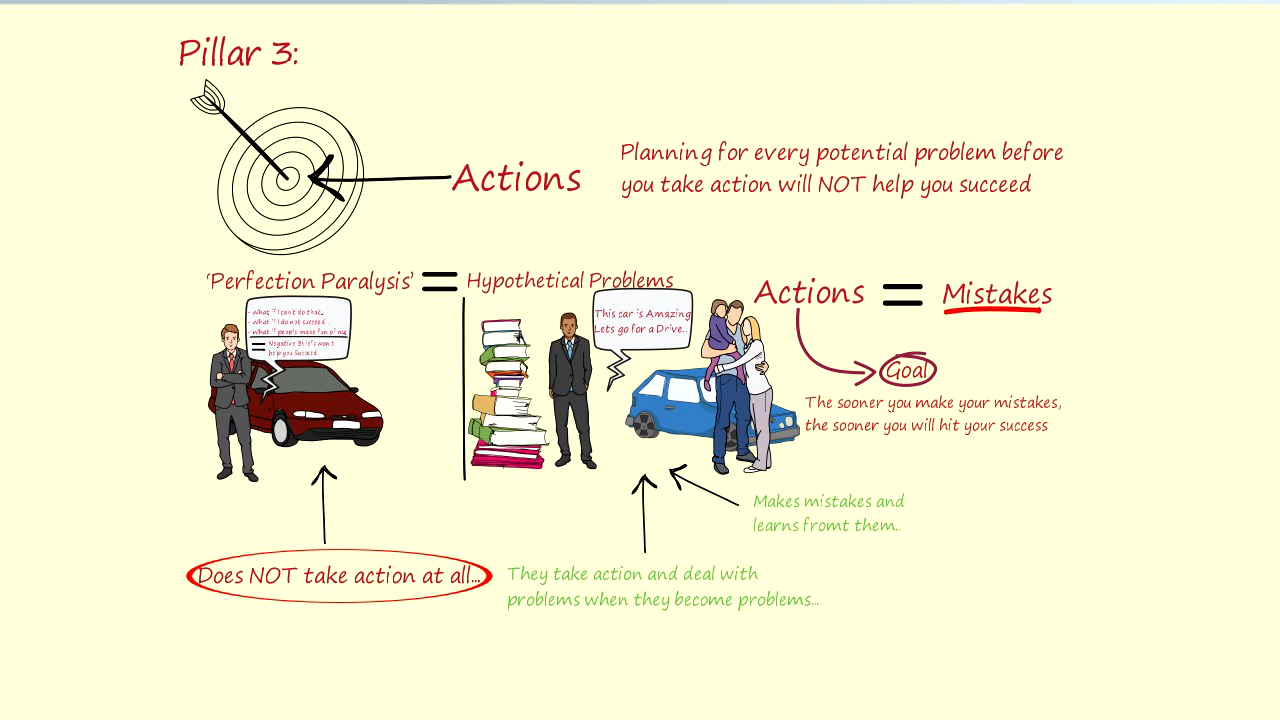 Pillar 3:
Actions
Planning for every potential problem before
you take action will NOT help you succeed
'Perfection Paralysis' = Hypothetical Problems
Actions = Mistakes
- What if I can't do that..
- What if I do not succeed..
- What if people make fun of me
= Negative Beliefs won't
help you Succeed
This car is Amazing
Lets go for a Drive..
Goal
The sooner you make your mistakes,
the sooner you will hit your success
Makes mistakes and
learns fromt them..
Does NOT take action at all...
They take action and deal with
problems when they become problems...